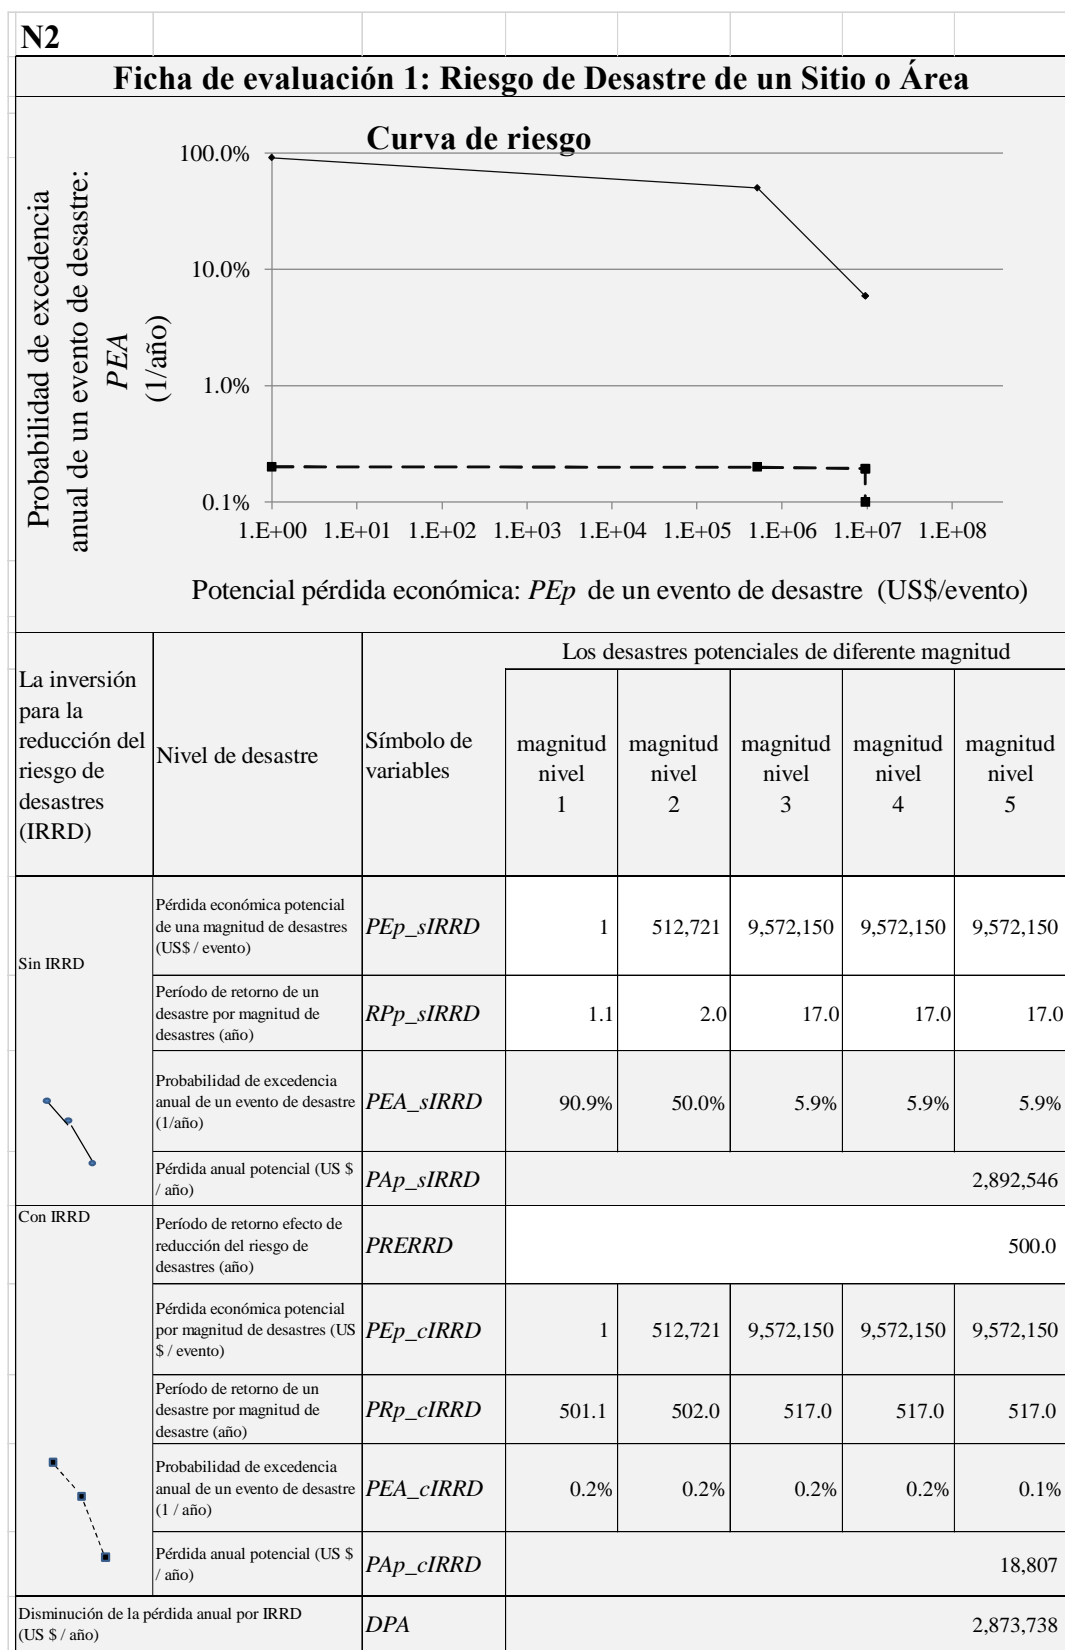 N2
Ficha de evaluación 1: Riesgo de Desastre de un Sitio o Área
Curva de riesgo
Probabilidad de excedencia
anual de un evento de desastre:
PEA
(1/año)
100.0%
10.0%
1.0%
0.1%
1.E+00 1.E+01 1.E+02 1.E+03 1.E+04 1.E+05 1.E+06 1.E+07 1.E+08
Potencial pérdida económica: PEp de un evento de desastre (US$/evento)
La inversión
para la
reducción del
riesgo de
desastres
(IRRD)
Nivel de desastre
Símbolo de
variables
Los desastres potenciales de diferente magnitud
magnitud
nivel
1
magnitud
nivel
2
magnitud
nivel
3
magnitud
nivel
4
magnitud
nivel
5
Sin IRRD
Pérdida económica potencial
de una magnitud de desastres
(US$ / evento)
PEp_sIRRD
1 512,721 9,572,150 9,572,150 9,572,150
Período de retorno de un
desastre por magnitud de
desastres (año)
RPp_sIRRD
1.1 2.0 17.0 17.0 17.0
Probabilidad de excedencia
anual de un evento de desastre
(1/año)
PEA_sIRRD
90.9% 50.0% 5.9% 5.9% 5.9%
Pérdida anual potencial (US $
/ año)
PAp_sIRRD
2,892,546
Con IRRD
Período de retorno efecto de
reducción del riesgo de
desastres (año)
PRERRD
500.0
Pérdida económica potencial
por magnitud de desastres (US
$ / evento)
PEp_cIRRD
1 512,721 9,572,150 9,572,150 9,572,150
Período de retorno de un
desastre por magnitud de
desastre (año)
PRp_cIRRD
501.1 502.0 517.0 517.0 517.0
Probabilidad de excedencia
anual de un evento de desastre
(1 / año)
PEA_cIRRD
0.2% 0.2% 0.2% 0.2% 0.1%
Pérdida anual potencial (US $
/ año)
PAp_cIRRD
18,807
Disminución de la pérdida anual por IRRD
(US $ / año)
DPA
2,873,738